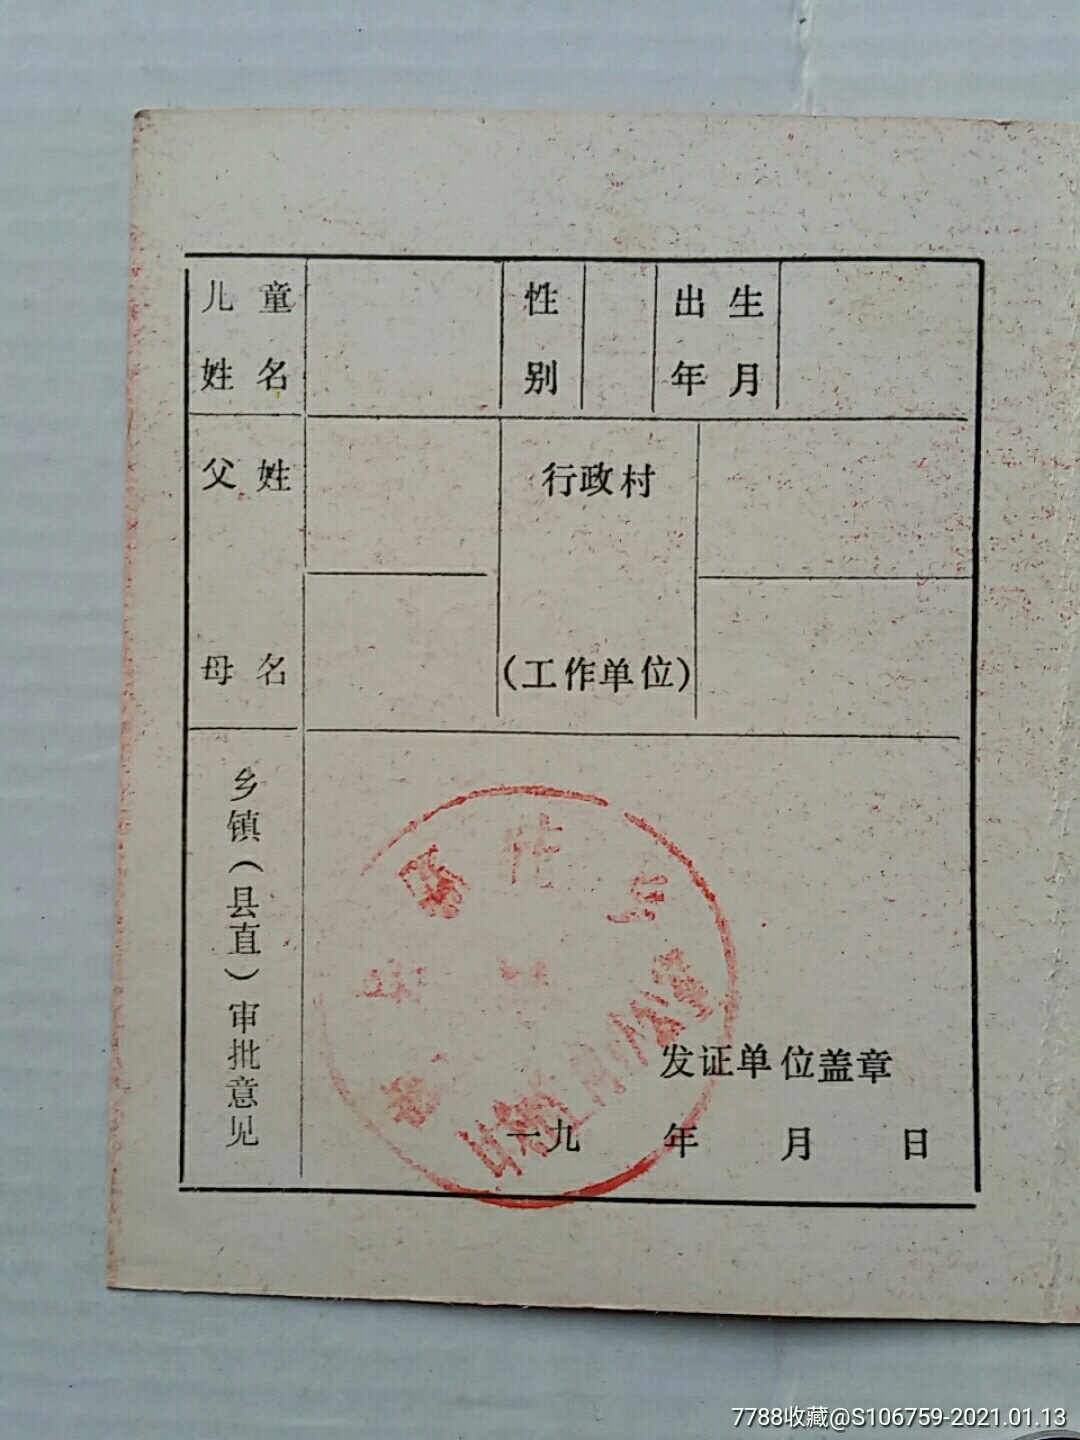 儿童 性 出生
姓名 别 年月
父姓 行政村
母名 (工作单位)
乡镇(县直)审批意见
发证单位盖章
一九 年 月 日
7788收藏@S106759-2021.01.13